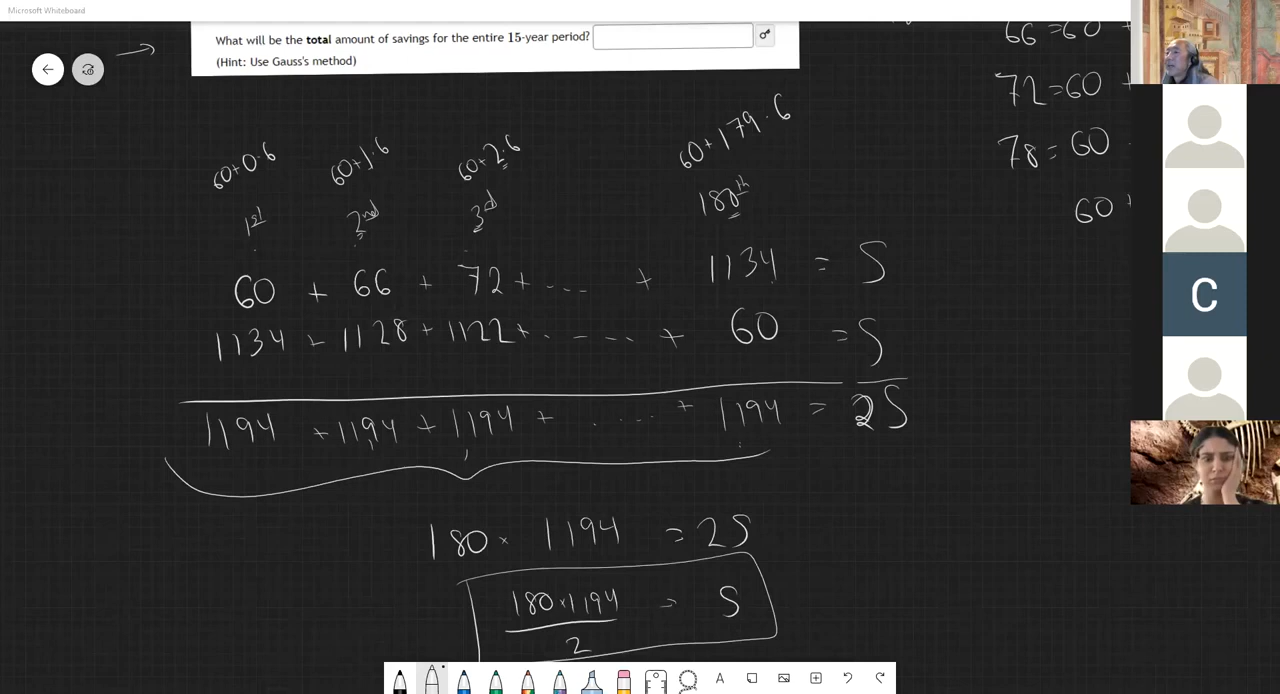 Microsoft Whiteboard
What will be the total amount of savings for the entire 15-year period?
(Hint: Use Gauss's method)
66=60 +
72=60 +
78=60
60 +
60+0·6 60+1·6 60+2·6 60+179·6
1st 2nd 3rd 180th
60 + 66 + 72 + .... + 1134 = S
1134 + 1128 + 1122 + ..... + 60 = S
1194 + 1194 + 1194 + ..... + 1194 = 2S
180 × 1194 = 2S
180×1194 = S
2
C
A